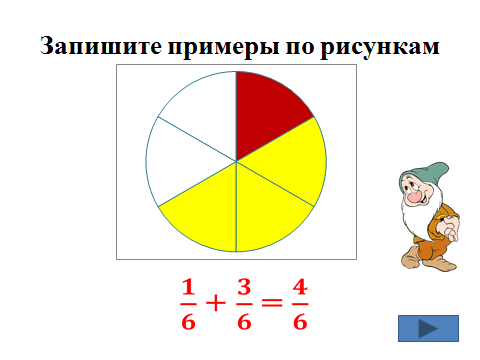 Запишите примеры по рисункам
1/6 + 3/6 = 4/6